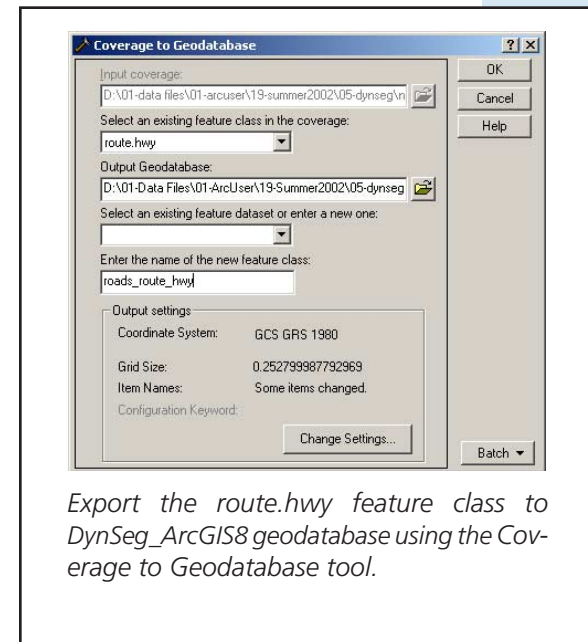 Coverage to Geodatabase
Input coverage:
D:\01-data files\01-arcuser\19-summer2002\05-dynseg\n
Select an existing feature class in the coverage:
route.hwy
Output Geodatabase:
D:\01-Data Files\01-ArcUser\19-Summer2002\05-dynseg
Select an existing feature dataset or enter a new one:
Enter the name of the new feature class:
roads_route_hwy
Output settings
Coordinate System: GCS GRS 1980
Grid Size: 0.252799987792969
Item Names: Some items changed.
Configuration Keyword:
Change Settings...
OK
Cancel
Help
Batch
Export the route.hwy feature class to
DynSeg_ArcGIS8 geodatabase using the Cov-
erage to Geodatabase tool.